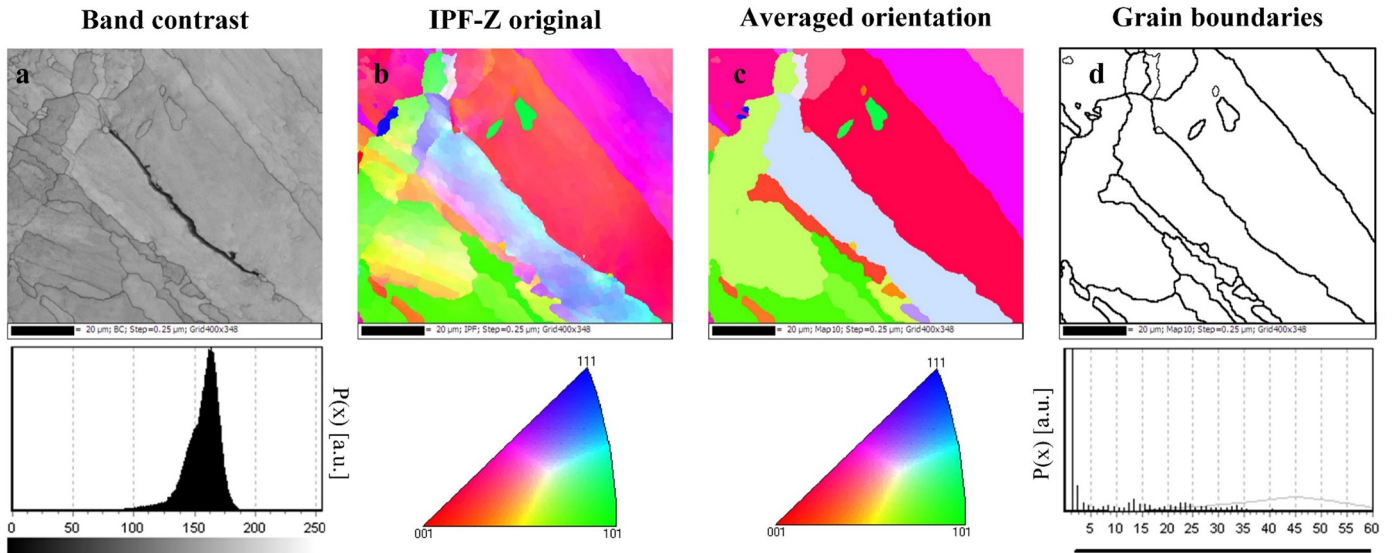 Band contrast
IPF-Z original
Averaged orientation
Grain boundaries
a
b
c
d
= 20 µm; BC; Step=0.25 µm; Grid400x348
= 20 µm; IPF; Step=0.25 µm; Grid400x348
= 20 µm; Map10; Step=0.25 µm; Grid400x348
= 20 µm; Map10; Step=0.25 µm; Grid400x348
P(x) [a.u.]
0 50 100 150 200 250
111
001 101
111
001 101
P(x) [a.u.]
5 10 15 20 25 30 35 40 45 50 55 60